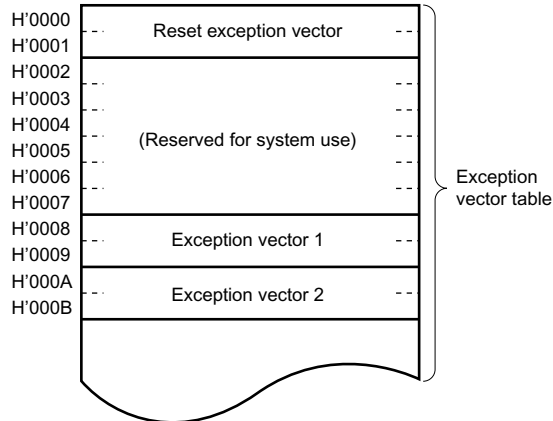 H'0000
Reset exception vector
H'0001
H'0002
H'0003
H'0004
(Reserved for system use)
H'0005
H'0006
H'0007
H'0008
Exception vector 1
H'0009
H'000A
Exception vector 2
H'000B
Exception
vector table